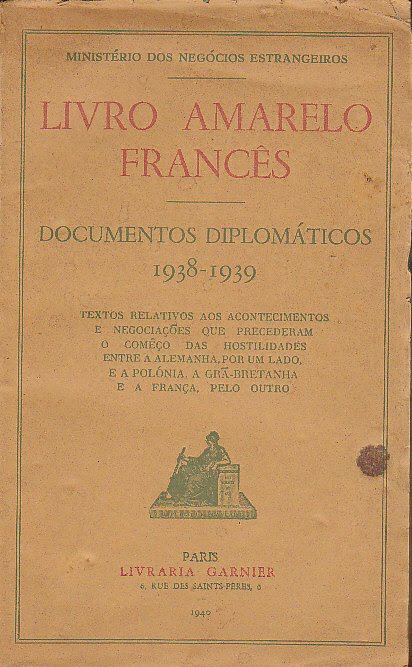 MINISTÉRIO DOS NEGÓCIOS ESTRANGEIROS
LIVRO AMARELO
FRANCÊS
DOCUMENTOS DIPLOMÁTICOS
1938-1939
TEXTOS RELATIVOS AOS ACONTECIMENTOS
E NEGOCIAÇÕES QUE PRECEDERAM
O COMÊÇO DAS HOSTILIDADES
ENTRE A ALEMANHA, POR UM LADO,
E A POLÓNIA, A GRÃ-BRETANHA
E A FRANÇA, PELO OUTRO
PARIS
LIVRARIA GARNIER
6, RUE DES SAINTS-PÈRES, 6
1940